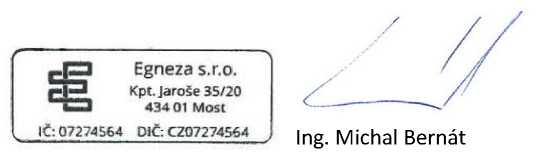 Egneza s.r.o.
Kpt. Jaroše 35/20
434 01 Most
IČ: 07274564 DIČ: CZ07274564
Ing. Michal Bernát